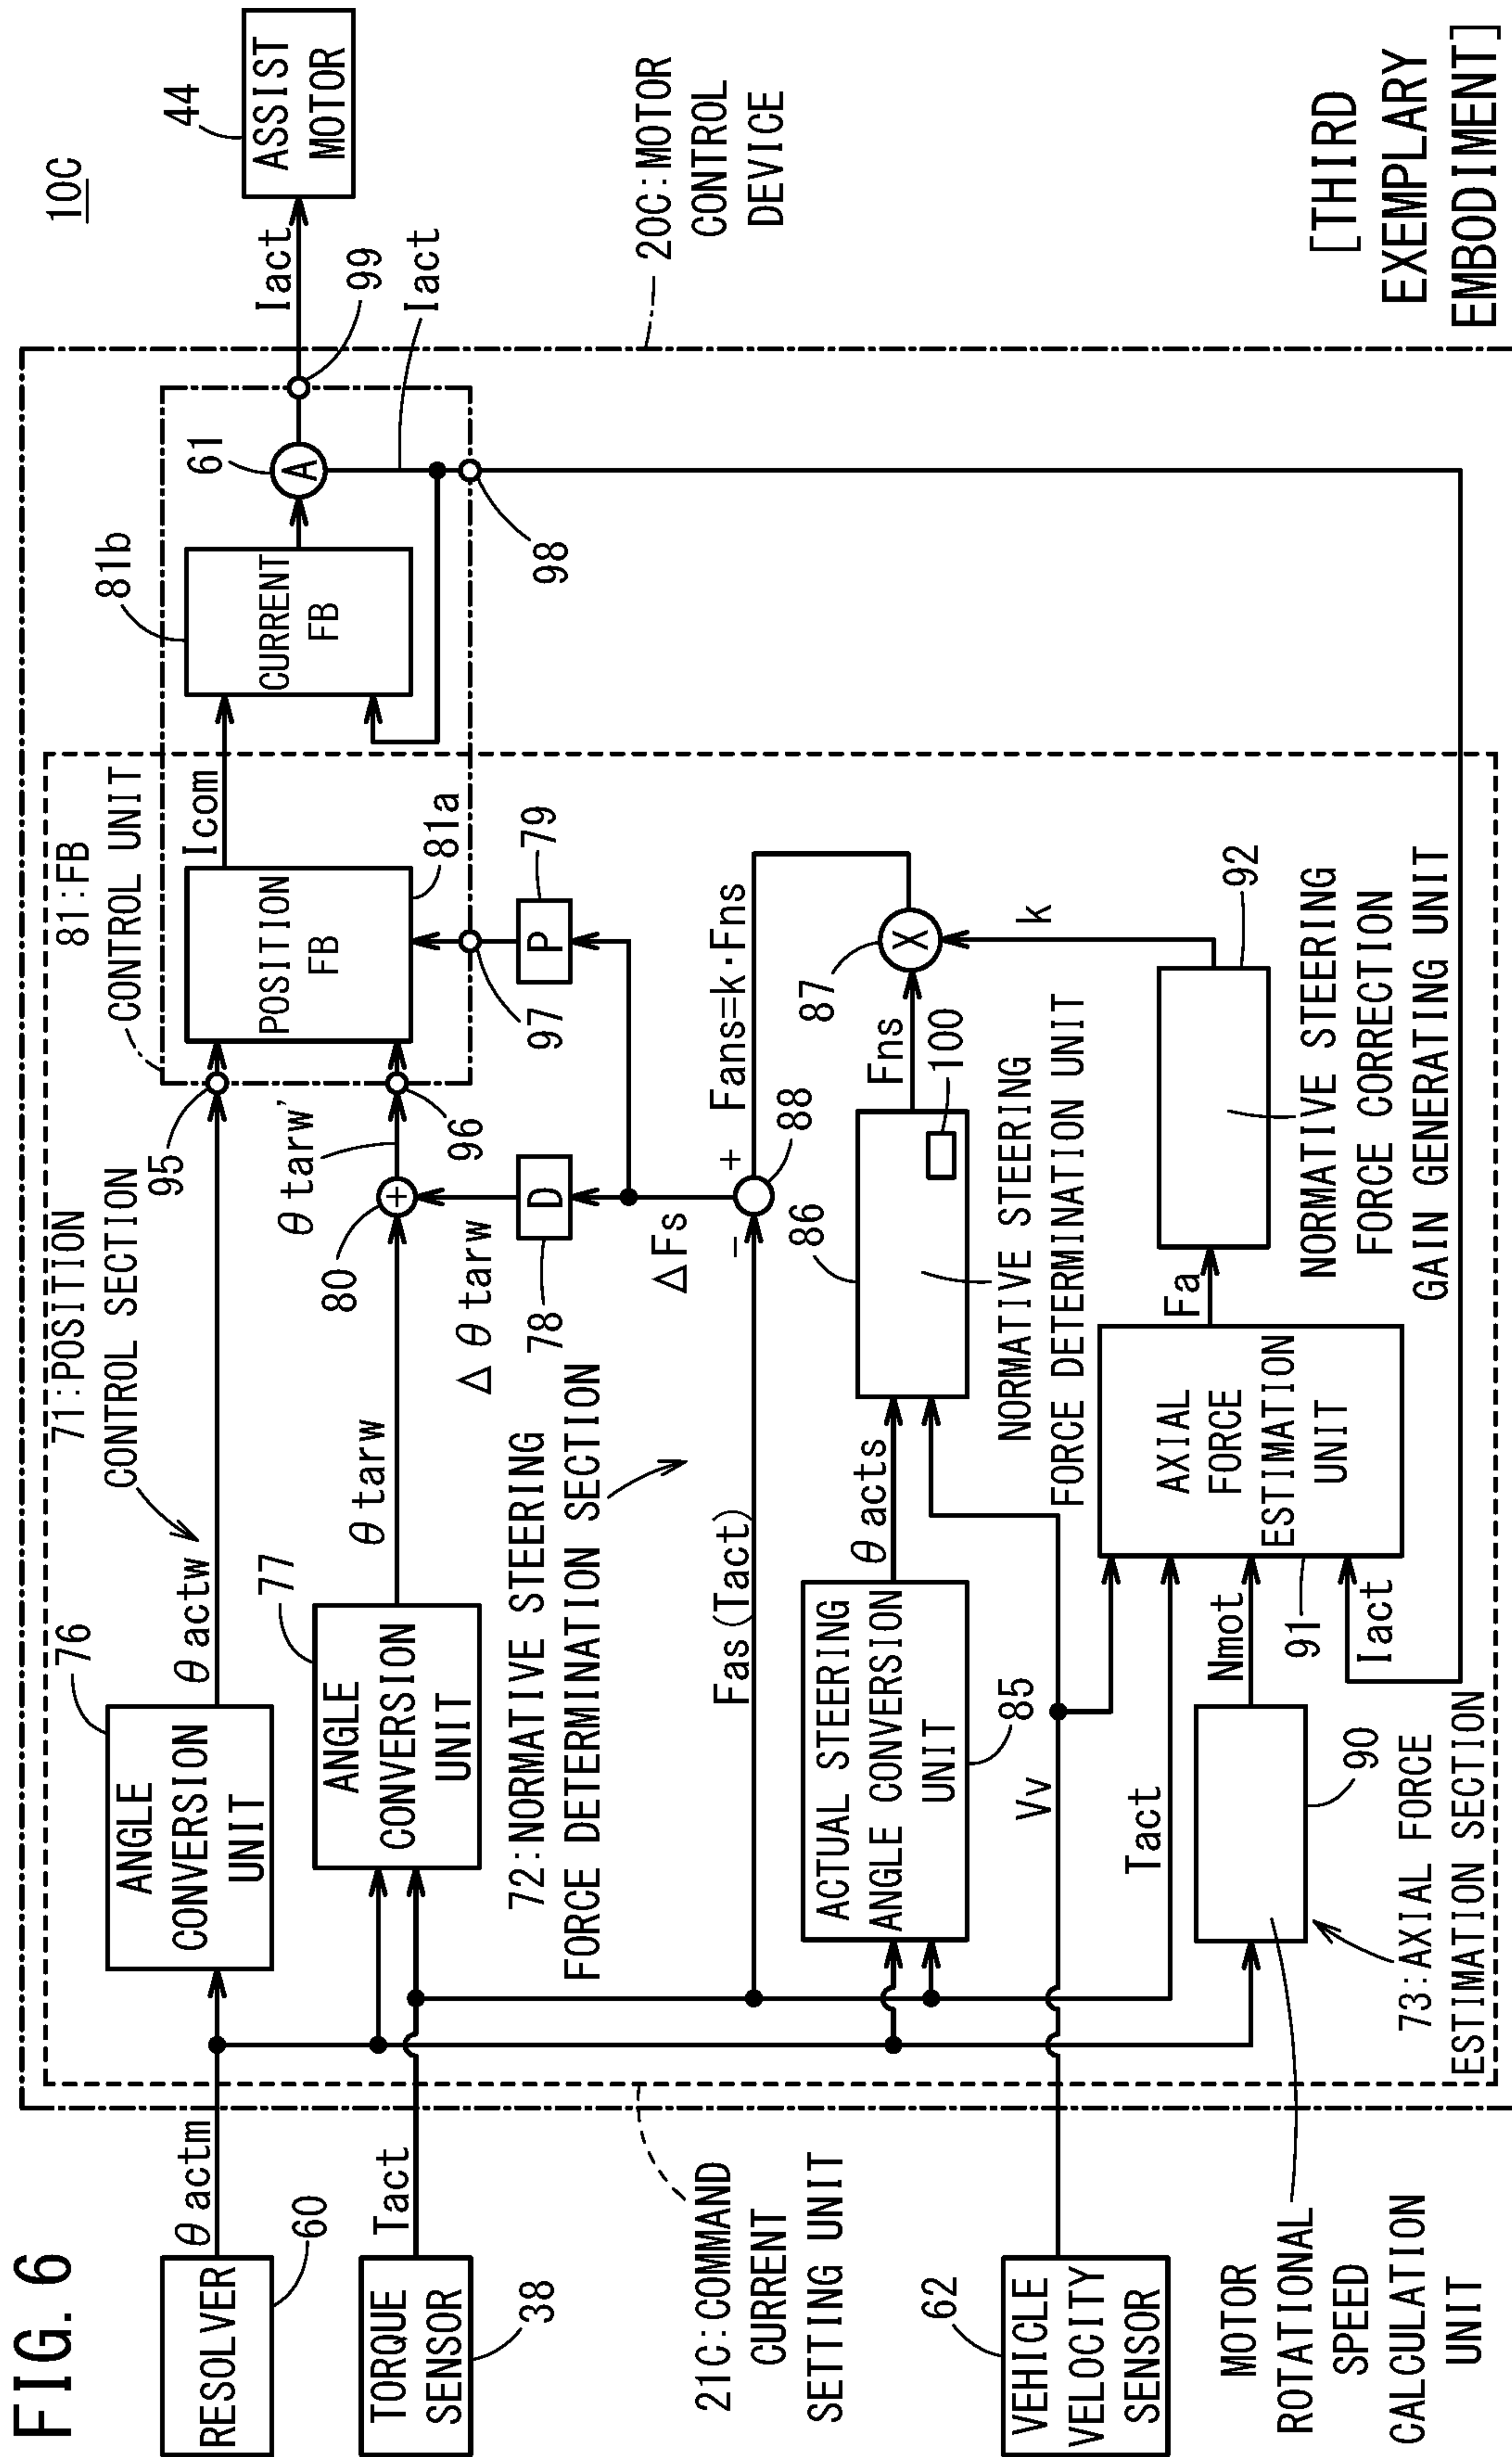 FIG. 6
10C
RESOLVER
60
θactm
TORQUE
SENSOR
38
Tact
21C:COMMAND
CURRENT
SETTING UNIT
62
VEHICLE
VELOCITY
SENSOR
MOTOR
ROTATIONAL
SPEED
CALCULATION
UNIT
76
ANGLE
CONVERSION
UNIT
θactw
71:POSITION
CONTROL SECTION
77
ANGLE
CONVERSION
UNIT
θtarw
72:NORMATIVE STEERING
FORCE DETERMINATION SECTION
Fas(Tact)
ACTUAL STEERING
ANGLE CONVERSION
UNIT
85
θacts
Vv
Tact
90
73:AXIAL FORCE
ESTIMATION SECTION
Nmot
Iact
91
AXIAL
FORCE
ESTIMATION
UNIT
Fa
95
80
+
θtarw'
96
Δθtarw
78
D
ΔFs
−
+
88
86
100
NORMATIVE STEERING
FORCE DETERMINATION UNIT
Fns
Fans=k·Fns
87
X
k
92
NORMATIVE STEERING
FORCE CORRECTION
GAIN GENERATING UNIT
81:FB
CONTROL UNIT
POSITION
FB
81a
97
P
79
Icom
81b
CURRENT
FB
98
61
A
99
Iact
Iact
44
ASSIST
MOTOR
20C:MOTOR
CONTROL
DEVICE
[THIRD
EXEMPLARY
EMBODIMENT]